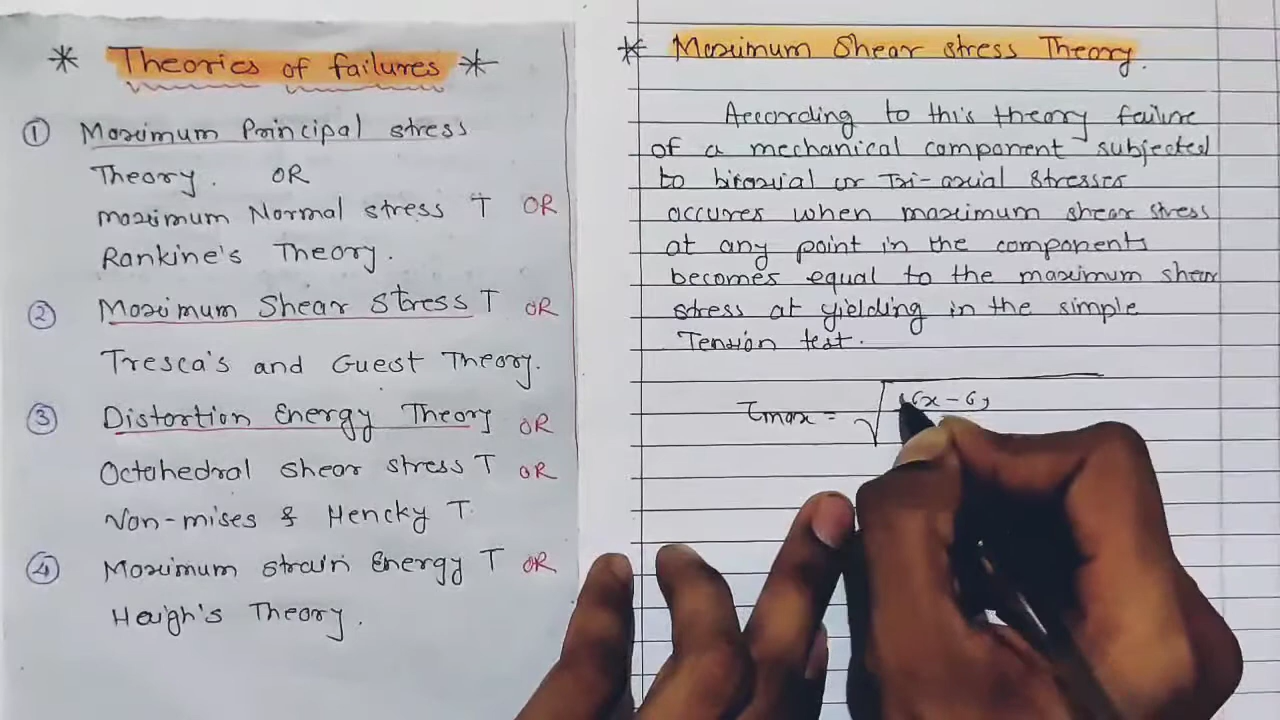 * Theories of failures *
① Maximum Principal stress
Theory. OR
maximum Normal stress T OR
Rankine's Theory.
② Maximum Shear Stress T OR
Tresca's and Guest Theory.
③ Distortion Energy Theory OR
Octahedral shear stress T OR
Von-mises & Hencky T.
④ Maximum strain Energy T OR
Heigh's Theory.
* Maximum Shear stress Theory.
According to this theory failure
of a mechanical component subjected
to biaxial or Tri-axial stresses
occures when maximum shear stress
at any point in the components
becomes equal to the maximum shear
stress at yielding in the simple
Tension test.
τmax = √(σx - σy